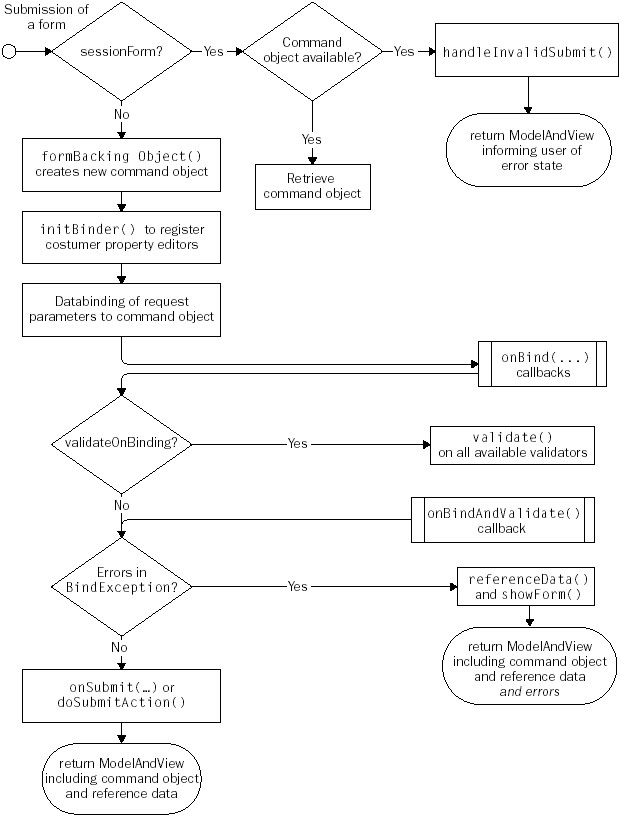 Submission of
a form
sessionForm?
Yes
Command
object available?
Yes
handleInvalidSubmit()
No
Yes
return ModelAndView
informing user of
error state
formBacking Object()
creates new command object
Retrieve
command object
initBinder() to register
costumer property editors
Databinding of request
parameters to command object
onBind(...)
callbacks
validateOnBinding?
Yes
validate()
on all available validators
No
onBindAndValidate()
callback
Errors in
BindException?
Yes
referenceData()
and showForm()
No
return ModelAndView
including command object
and reference data
and errors
onSubmit(…) or
doSubmitAction()
return ModelAndView
including command object
and reference data